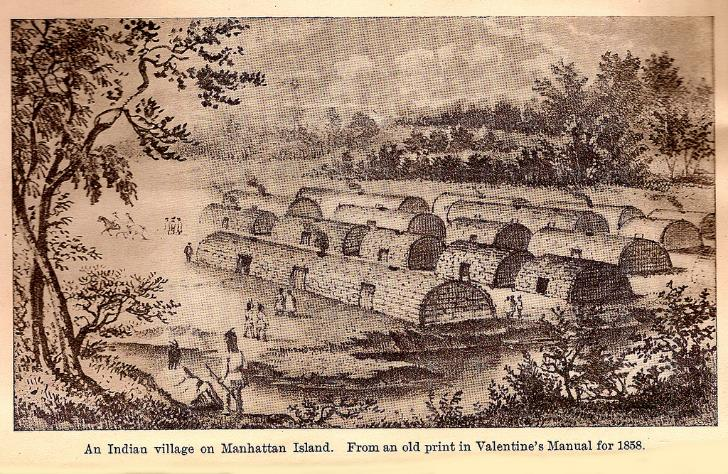 An Indian village on Manhattan Island. From an old print in Valentine's Manual for 1858.